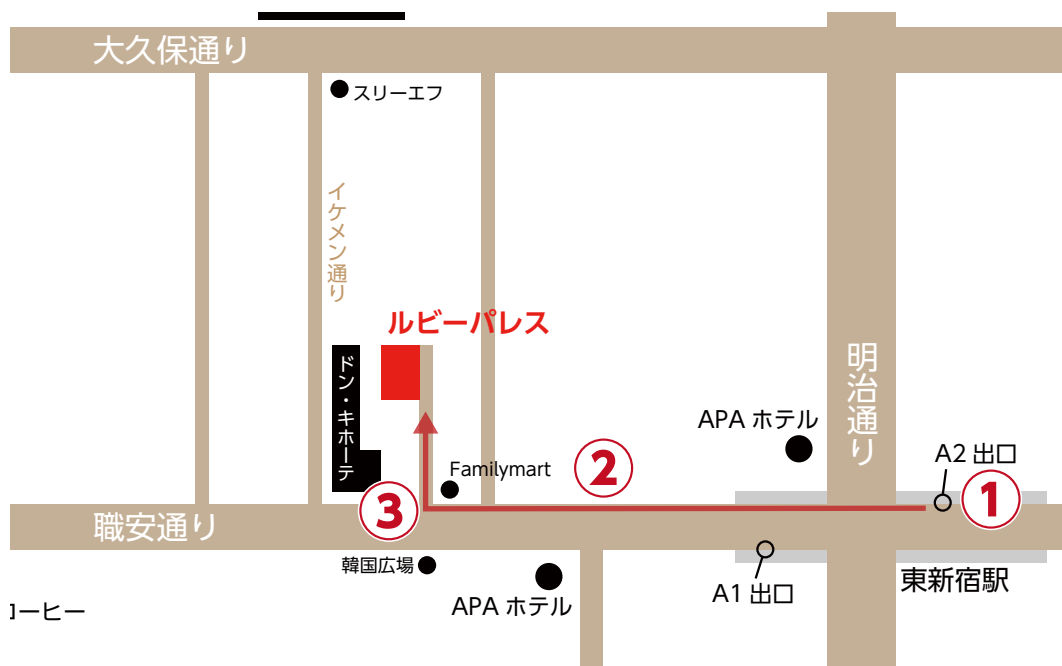 大久保通り
スリーエフ
イケメン通り
ルビーパレス
ドン・キホーテ
明治通り
APA ホテル
A2 出口
①
Familymart
②
③
職安通り
韓国広場
APA ホテル
A1 出口
東新宿駅
コーヒー